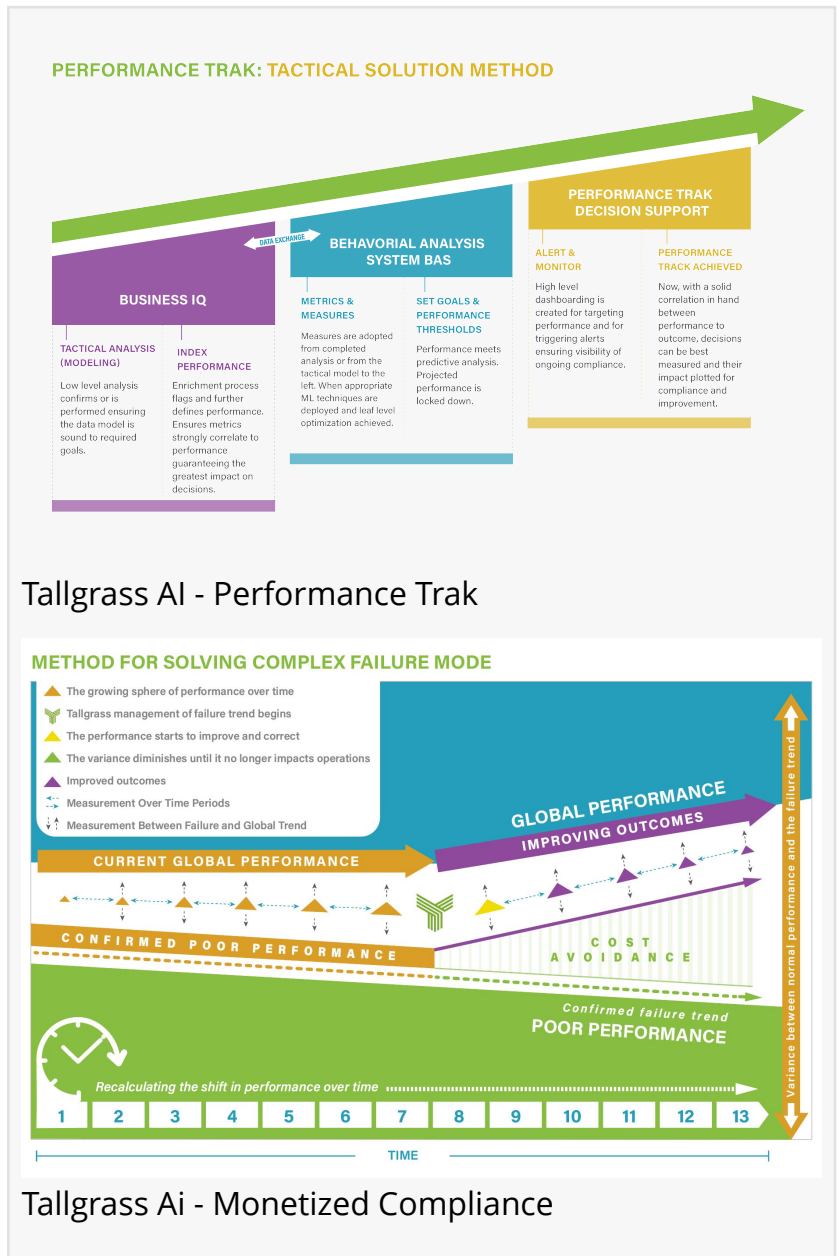 PERFORMANCE TRAK: TACTICAL SOLUTION METHOD
BUSINESS IQ
DATA EXCHANGE
BEHAVORIAL ANALYSIS
SYSTEM BAS
PERFORMANCE TRAK
DECISION SUPPORT
TACTICAL ANALYSIS
(MODELING)
Low level analysis
confirms or is
performed ensuring
the data model is
sound to required
goals.
INDEX
PERFORMANCE
Enrichment process
flags and further
defines performance.
Ensures metrics
strongly correlate to
performance
guaranteeing the
greatest impact on
decisions.
METRICS &
MEASURES
Measures are adopted
from completed
analysis or from the
tactical model to the
left. When appropriate
ML techniques are
deployed and leaf level
optimization achieved.
SET GOALS &
PERFORMANCE
THRESHOLDS
Performance meets
predictive analysis.
Projected
performance is
locked down.
ALERT &
MONITOR
High level
dashboarding is
created for targeting
performance and for
triggering alerts
ensuring visibility of
ongoing compliance.
PERFORMANCE
TRACK ACHIEVED
Now, with a solid
correlation in hand
between
performance to
outcome, decisions
can be best
measured and their
impact plotted for
compliance and
improvement.
Tallgrass AI - Performance Trak
METHOD FOR SOLVING COMPLEX FAILURE MODE
The growing sphere of performance over time
Tallgrass management of failure trend begins
The performance starts to improve and correct
The variance diminishes until it no longer impacts operations
Improved outcomes
Measurement Over Time Periods
Measurement Between Failure and Global Trend
GLOBAL PERFORMANCE
IMPROVING OUTCOMES
CURRENT GLOBAL PERFORMANCE
CONFIRMED POOR PERFORMANCE
COST
AVOIDANCE
Confirmed failure trend
POOR PERFORMANCE
Variance between normal performance and the failure trend
Recalculating the shift in performance over time
1 2 3 4 5 6 7 8 9 10 11 12 13
TIME
Tallgrass Ai - Monetized Compliance